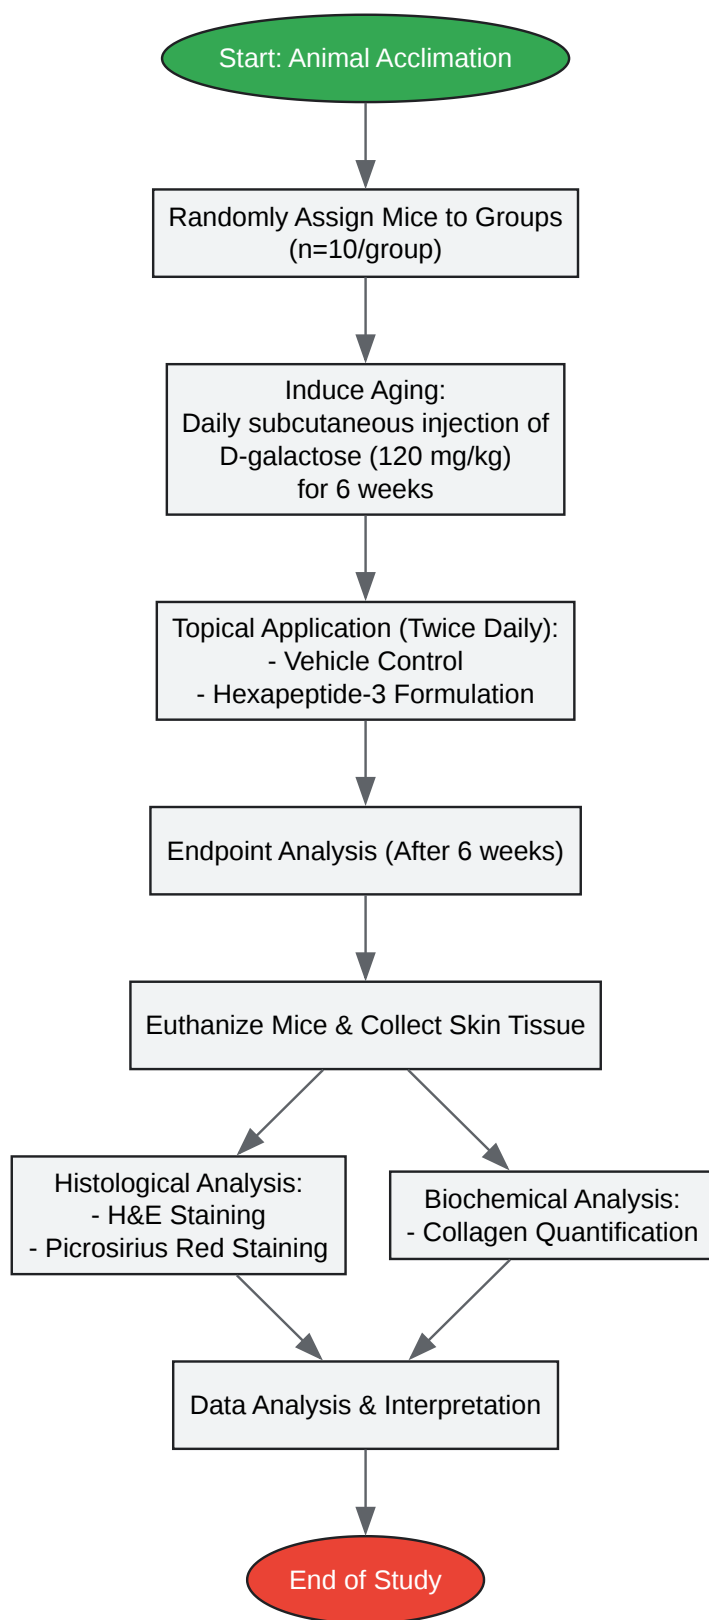 Start: Animal Acclimation
Randomly Assign Mice to Groups
(n=10/group)
Induce Aging:
Daily subcutaneous injection of
D-galactose (120 mg/kg)
for 6 weeks
Topical Application (Twice Daily):
- Vehicle Control
- Hexapeptide-3 Formulation
Endpoint Analysis (After 6 weeks)
Euthanize Mice & Collect Skin Tissue
Histological Analysis:
- H&E Staining
- Picrosirius Red Staining
Biochemical Analysis:
- Collagen Quantification
Data Analysis & Interpretation
End of Study